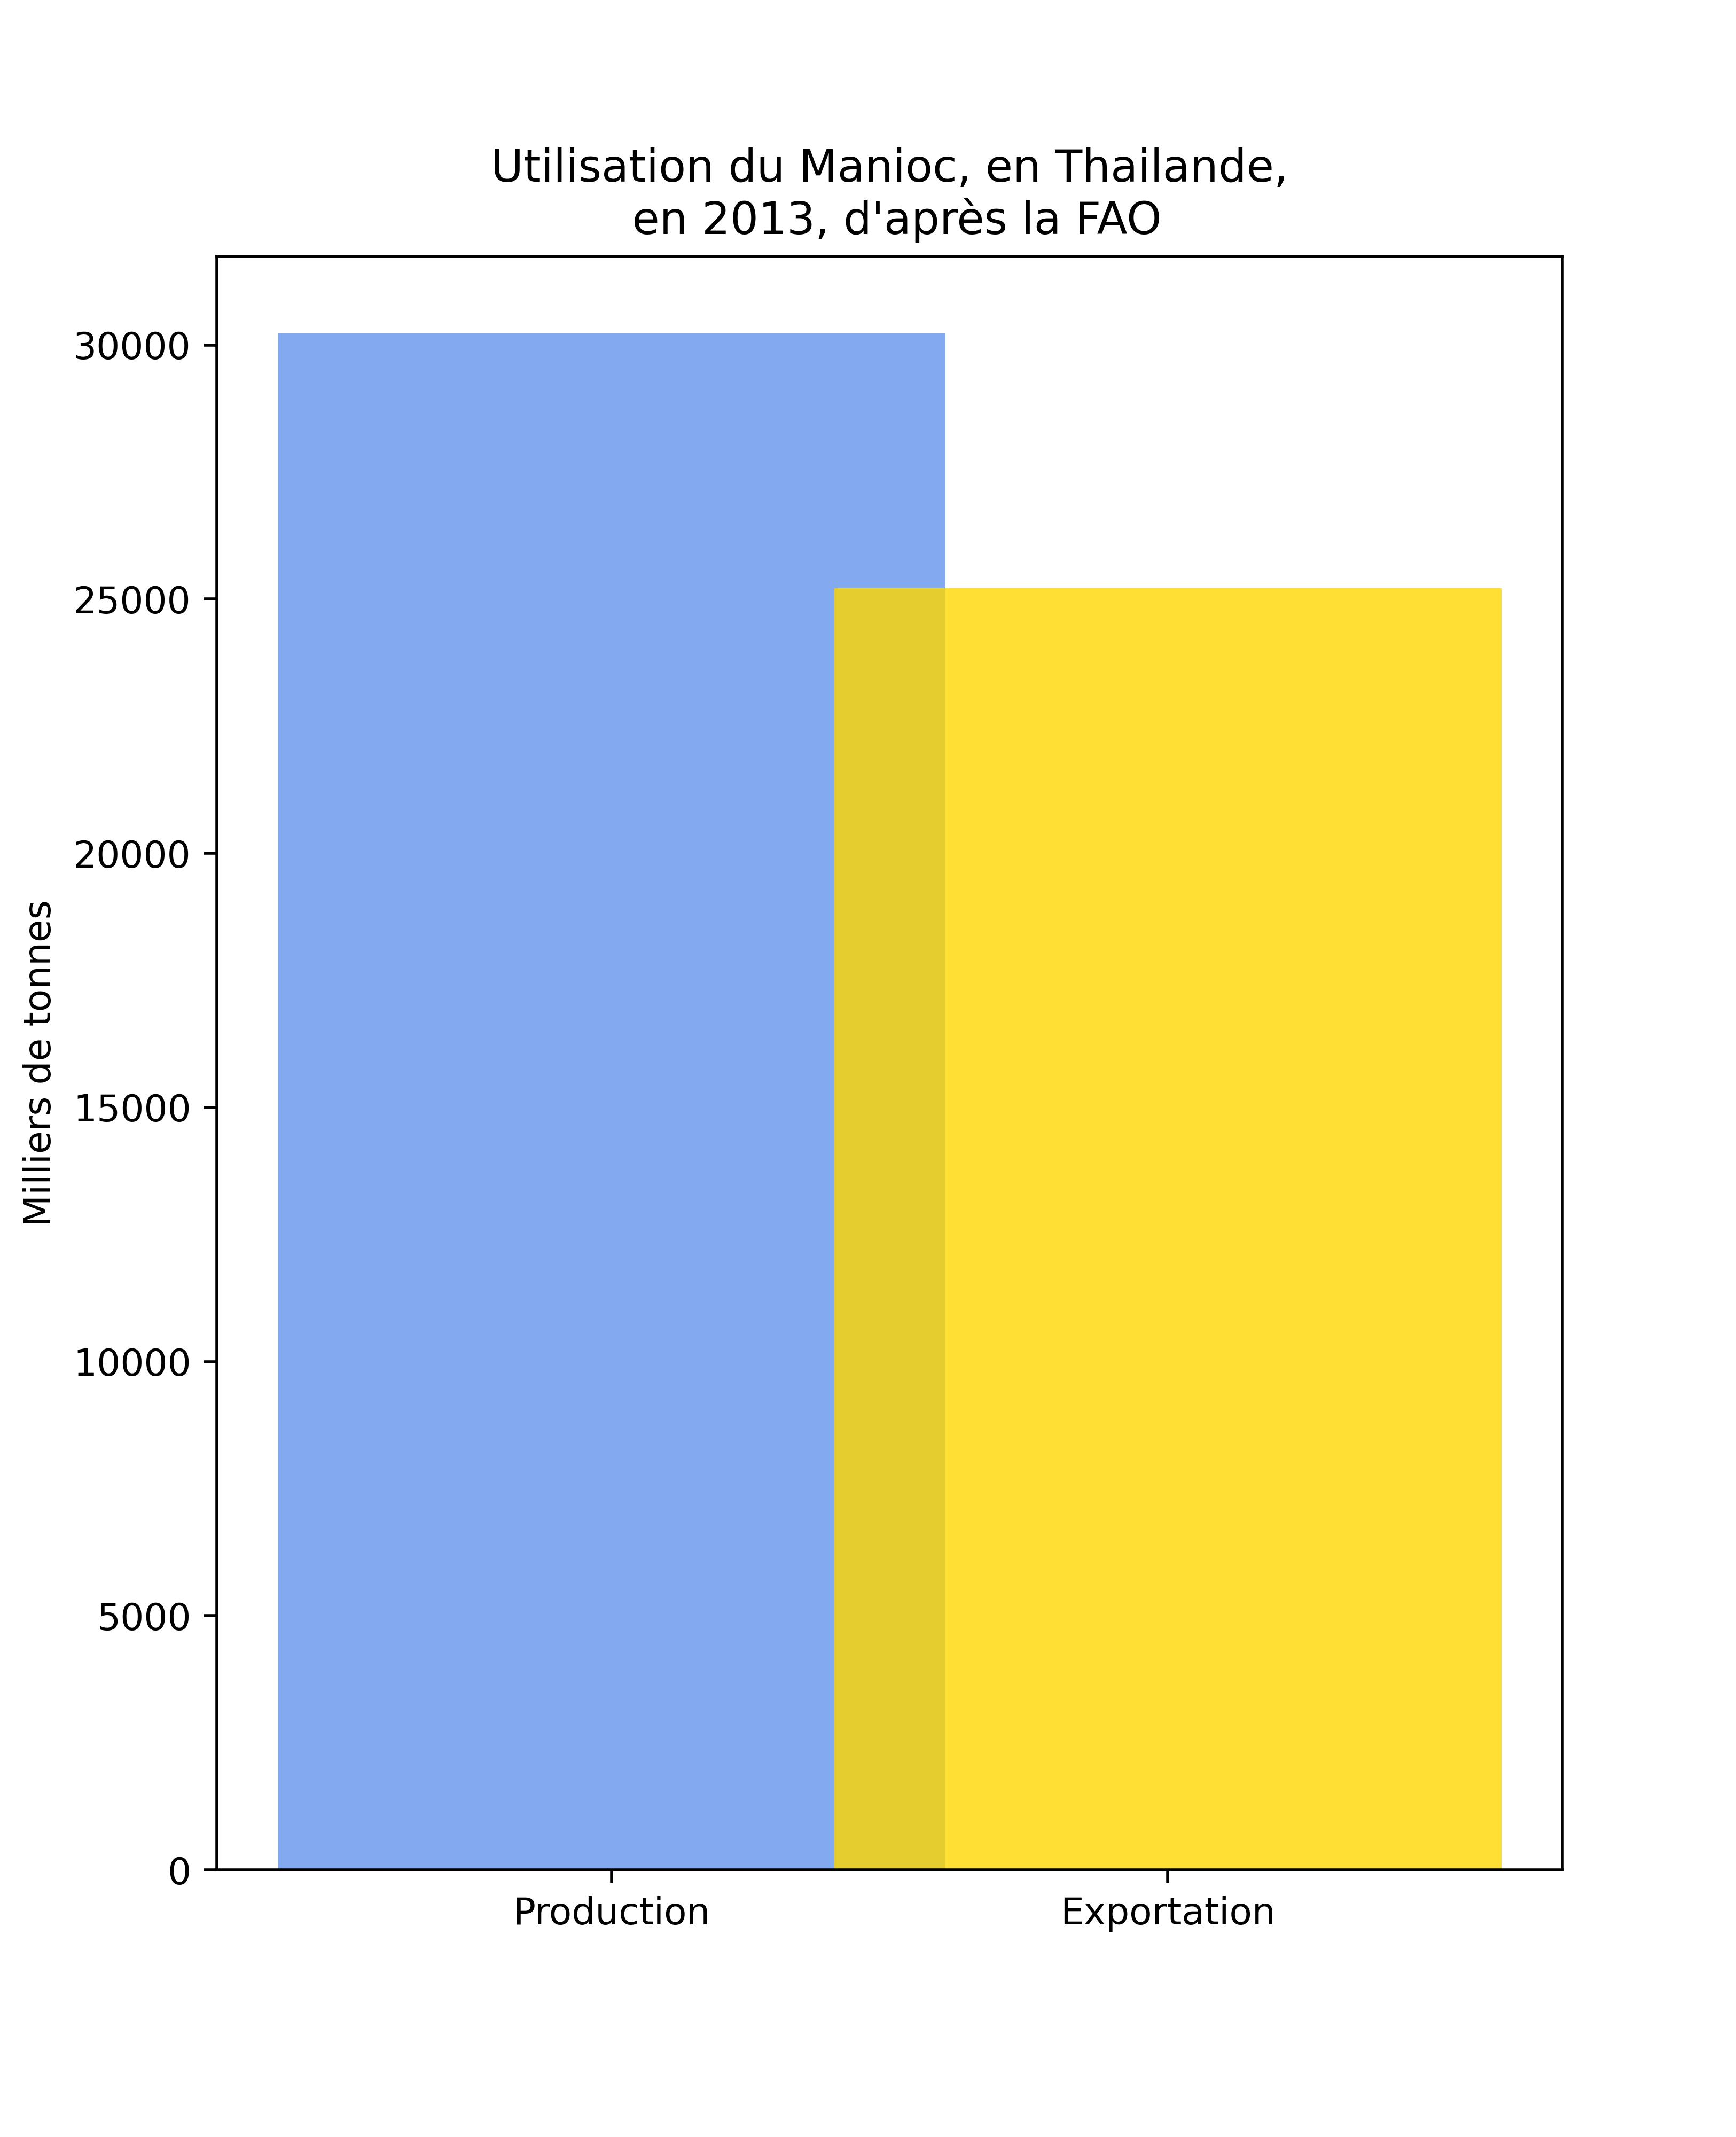 Utilisation du Manioc, en Thailande,
en 2013, d'après la FAO
30000
25000
20000
15000
10000
5000
0
Milliers de tonnes
Production
Exportation